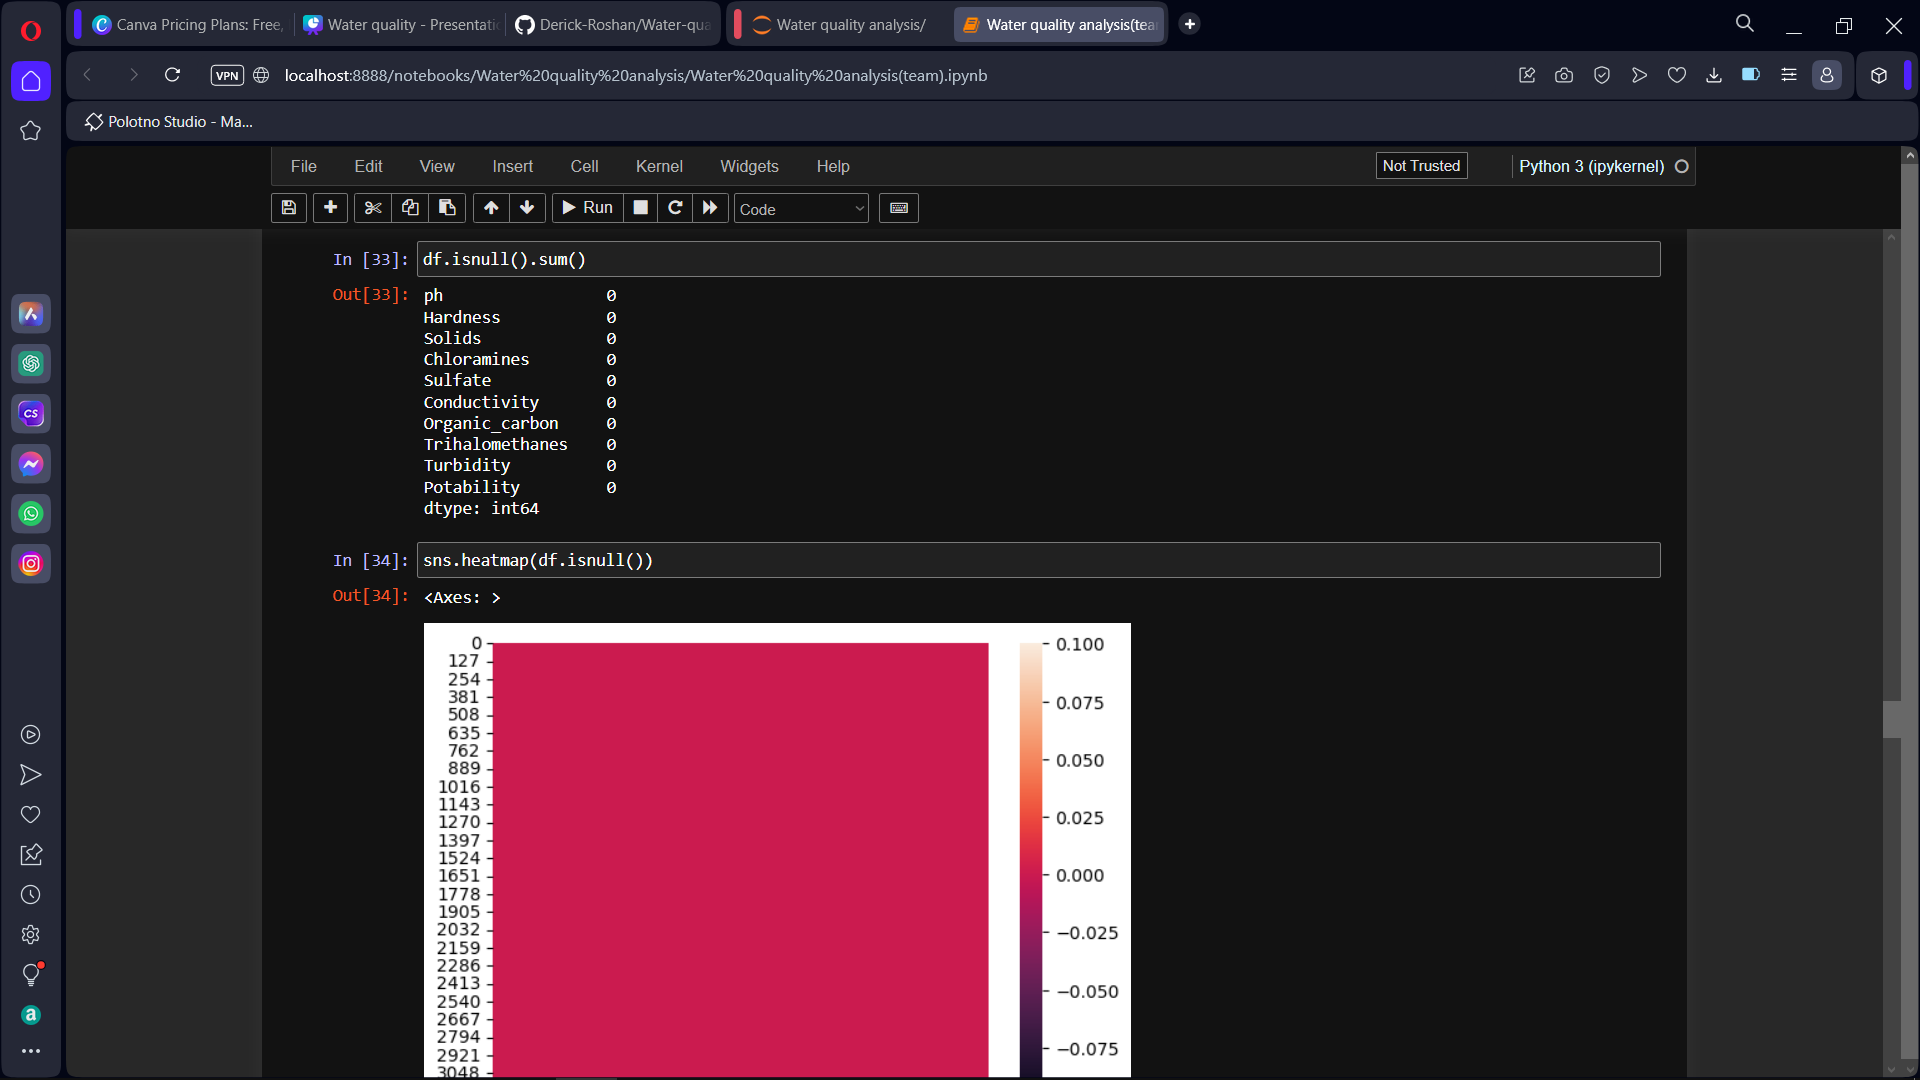 Canva Pricing Plans: Free,
Water quality - Presentatio
Derick-Roshan/Water-qua
Water quality analysis/
Water quality analysis(tea
VPN
localhost:8888/notebooks/Water%20quality%20analysis/Water%20quality%20analysis(team).ipynb
Polotno Studio - Ma...
File Edit View Insert Cell Kernel Widgets Help
Not Trusted
Python 3 (ipykernel)
Run
Code
In [33]: df.isnull().sum()
Out[33]: ph 0
Hardness 0
Solids 0
Chloramines 0
Sulfate 0
Conductivity 0
Organic_carbon 0
Trihalomethanes 0
Turbidity 0
Potability 0
dtype: int64
In [34]: sns.heatmap(df.isnull())
Out[34]: <Axes: >
0
127
254
381
508
635
762
889
1016
1143
1270
1397
1524
1651
1778
1905
2032
2159
2286
2413
2540
2667
2794
2921
3048
0.100
0.075
0.050
0.025
0.000
−0.025
−0.050
−0.075
CS
a